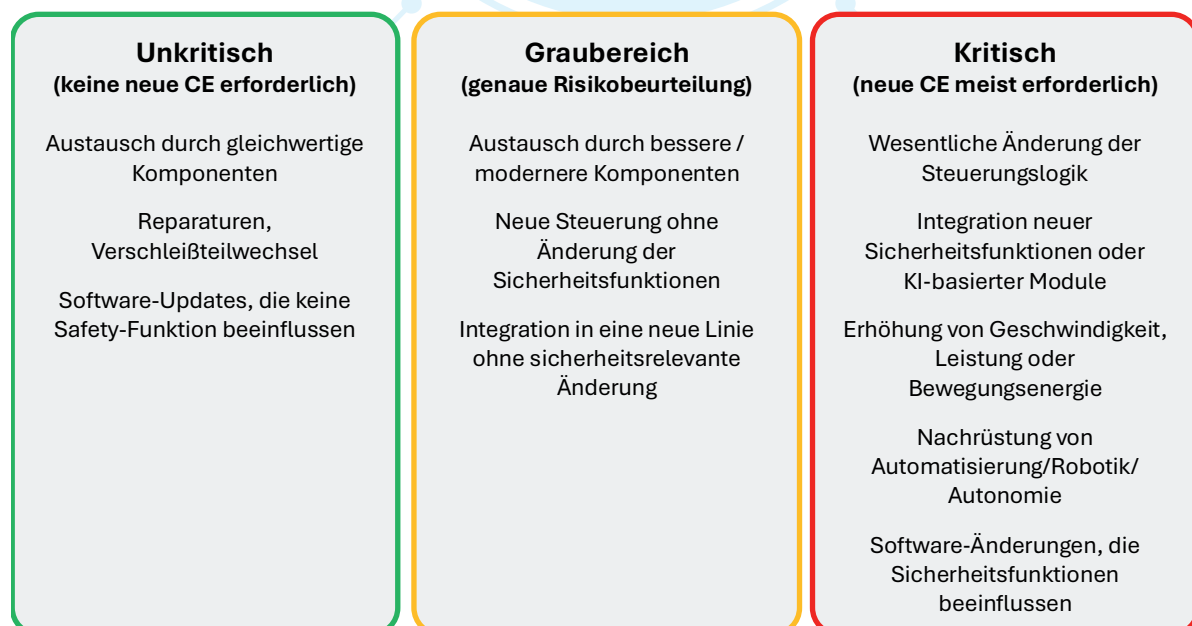 Unkritisch
(keine neue CE erforderlich)
Austausch durch gleichwertige
Komponenten
Reparaturen,
Verschleißteilwechsel
Software-Updates, die keine
Safety-Funktion beeinflussen
Graubereich
(genaue Risikobeurteilung)
Austausch durch bessere /
modernere Komponenten
Neue Steuerung ohne
Änderung der
Sicherheitsfunktionen
Integration in eine neue Linie
ohne sicherheitsrelevante
Änderung
Kritisch
(neue CE meist erforderlich)
Wesentliche Änderung der
Steuerungslogik
Integration neuer
Sicherheitsfunktionen oder
KI-basierter Module
Erhöhung von Geschwindigkeit,
Leistung oder
Bewegungsenergie
Nachrüstung von
Automatisierung/Robotik/
Autonomie
Software-Änderungen, die
Sicherheitsfunktionen
beeinflussen